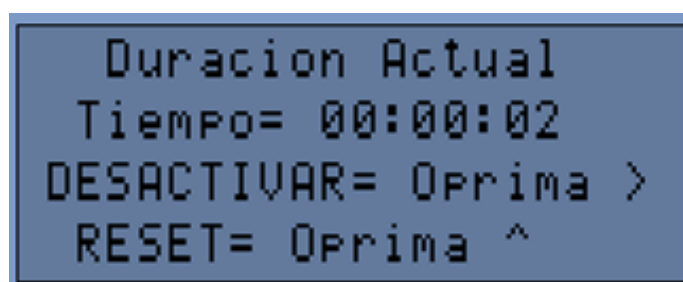 Duracion Actual
Tiempo= 00:00:02
DESACTIVAR= Oprima >
RESET= Oprima ^